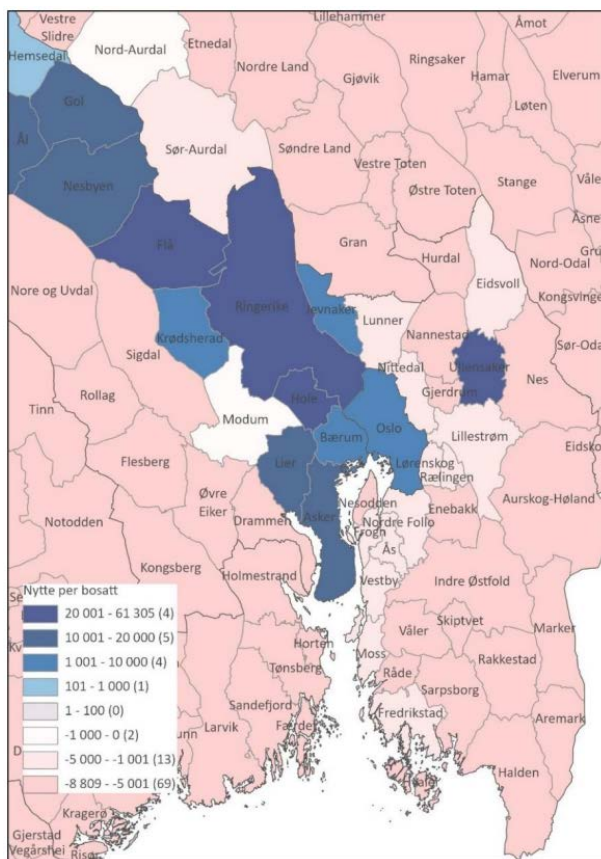 Vestre
Slidre
Etnedal
Lillehammer
Åmot
Hemsedal
Nord-Aurdal
Nordre Land
Gjøvik
Ringsaker
Hamar
Elverum
Løten
Gol
Ål
Sør-Aurdal
Søndre Land
Vestre Toten
Østre Toten
Stange
Våle
Nesbyen
Åsne
Flå
Gran
Hurdal
Nord-Odal
Eidsvoll
Nore og Uvdal
Ringerike
Jevnaker
Lunner
Nannestad
Kongsvinge
Krødsherad
Sigdal
Nittedal
Ullensaker
Sør-Oda
Gjerdrum
Nes
Rollag
Tinn
Hole
Modum
Bærum
Oslo
Lillestrøm
Flesberg
Lier
Lørenskog
Rælingen
Eidsko
Øvre
Eiker
Asker
Nesodden
Aurskog-Høland
Notodden
Drammen
Nordre Follo
Enebakk
Frogn
Ås
Kongsberg
Holmestrand
Vestby
Indre Østfold
Nytte per bosatt
20 001 - 61 305 (4)
10 001 - 20 000 (5)
1 001 - 10 000 (4)
101 - 1 000 (1)
1 - 100 (0)
-1 000 - 0 (2)
-5 000 - -1 001 (13)
-8 809 - -5 001 (69)
Horten
Tønsberg
Moss
Våler
Skiptvet
Marker
Råde
Rakkestad
Sarpsborg
Sandefjord
Larvik
Færder
Fredrikstad
Aremark
Halden
Kragerø
Gjerstad
Vegårshei
Risør